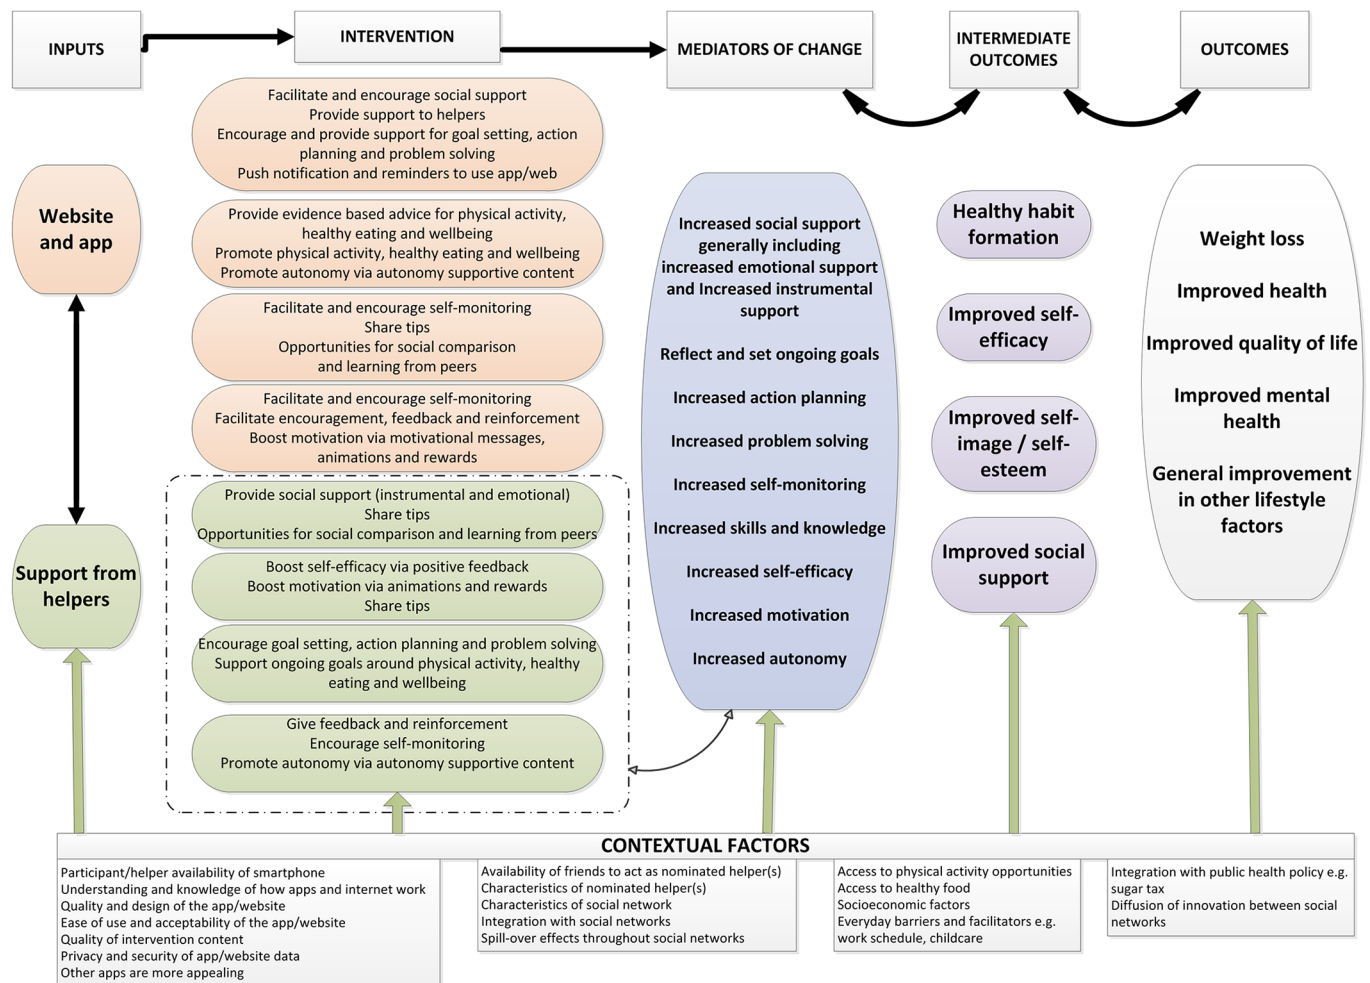 INPUTS
INTERVENTION
MEDIATORS OF CHANGE
INTERMEDIATE
OUTCOMES
OUTCOMES
Website
and app
Support from
helpers
Facilitate and encourage social support
Provide support to helpers
Encourage and provide support for goal setting, action
planning and problem solving
Push notification and reminders to use app/web
Provide evidence based advice for physical activity,
healthy eating and wellbeing
Promote physical activity, healthy eating and wellbeing
Promote autonomy via autonomy supportive content
Facilitate and encourage self-monitoring
Share tips
Opportunities for social comparison
and learning from peers
Facilitate and encourage self-monitoring
Facilitate encouragement, feedback and reinforcement
Boost motivation via motivational messages,
animations and rewards
Provide social support (instrumental and emotional)
Share tips
Opportunities for social comparison and learning from peers
Boost self-efficacy via positive feedback
Boost motivation via animations and rewards
Share tips
Encourage goal setting, action planning and problem solving
Support ongoing goals around physical activity, healthy
eating and wellbeing
Give feedback and reinforcement
Encourage self-monitoring
Promote autonomy via autonomy supportive content
Increased social support
generally including
increased emotional support
and Increased instrumental
support
Reflect and set ongoing goals
Increased action planning
Increased problem solving
Increased self-monitoring
Increased skills and knowledge
Increased self-efficacy
Increased motivation
Increased autonomy
Healthy habit
formation
Improved self-
efficacy
Improved self-
image / self-
esteem
Improved social
support
Weight loss
Improved health
Improved quality of life
Improved mental
health
General improvement
in other lifestyle
factors
CONTEXTUAL FACTORS
Participant/helper availability of smartphone
Understanding and knowledge of how apps and internet work
Quality and design of the app/website
Ease of use and acceptability of the app/website
Quality of intervention content
Privacy and security of app/website data
Other apps are more appealing
Availability of friends to act as nominated helper(s)
Characteristics of nominated helper(s)
Characteristics of social network
Integration with social networks
Spill-over effects throughout social networks
Access to physical activity opportunities
Access to healthy food
Socioeconomic factors
Everyday barriers and facilitators e.g.
work schedule, childcare
Integration with public health policy e.g.
sugar tax
Diffusion of innovation between social
networks